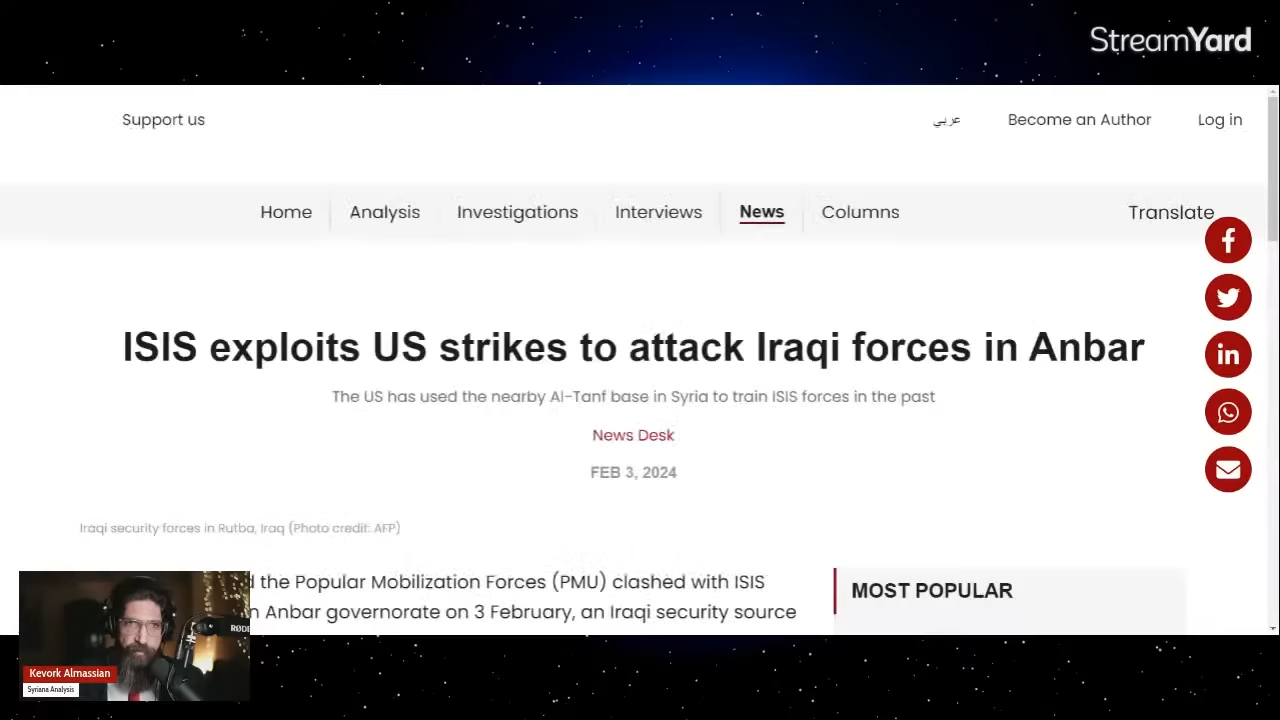 StreamYard
Support us
عربي
Become an Author
Log in
Home
Analysis
Investigations
Interviews
News
Columns
Translate
ISIS exploits US strikes to attack Iraqi forces in Anbar
The US has used the nearby Al-Tanf base in Syria to train ISIS forces in the past
News Desk
FEB 3, 2024
Iraqi security forces in Rutba, Iraq (Photo credit: AFP)
the Popular Mobilization Forces (PMU) clashed with ISIS
Anbar governorate on 3 February, an Iraqi security source
MOST POPULAR
RØDE
Kevork Almassian
Syriana Analysis